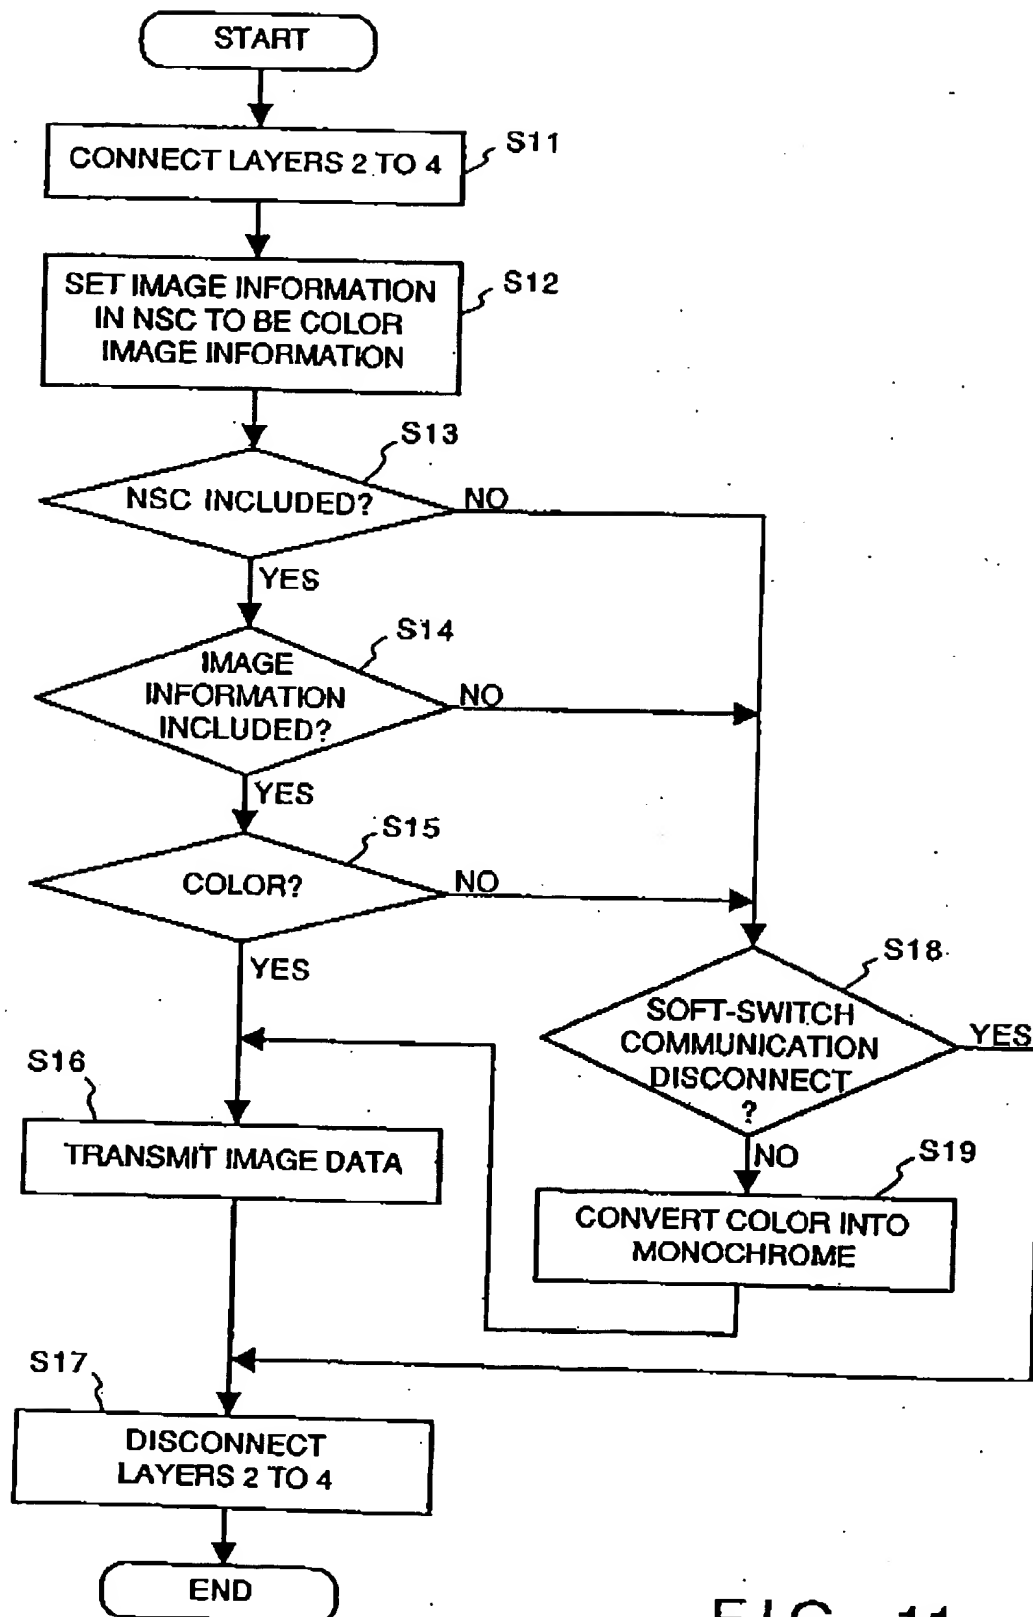 START
CONNECT LAYERS 2 TO 4
S11
SET IMAGE INFORMATION
IN NSC TO BE COLOR
IMAGE INFORMATION
S12
S13
NSC INCLUDED?
NO
YES
S14
IMAGE
INFORMATION
INCLUDED?
NO
YES
S15
COLOR?
NO
YES
S18
SOFT-SWITCH
COMMUNICATION
DISCONNECT
?
YES
NO
S16
TRANSMIT IMAGE DATA
S19
CONVERT COLOR INTO
MONOCHROME
S17
DISCONNECT
LAYERS 2 TO 4
END
FIG. 11